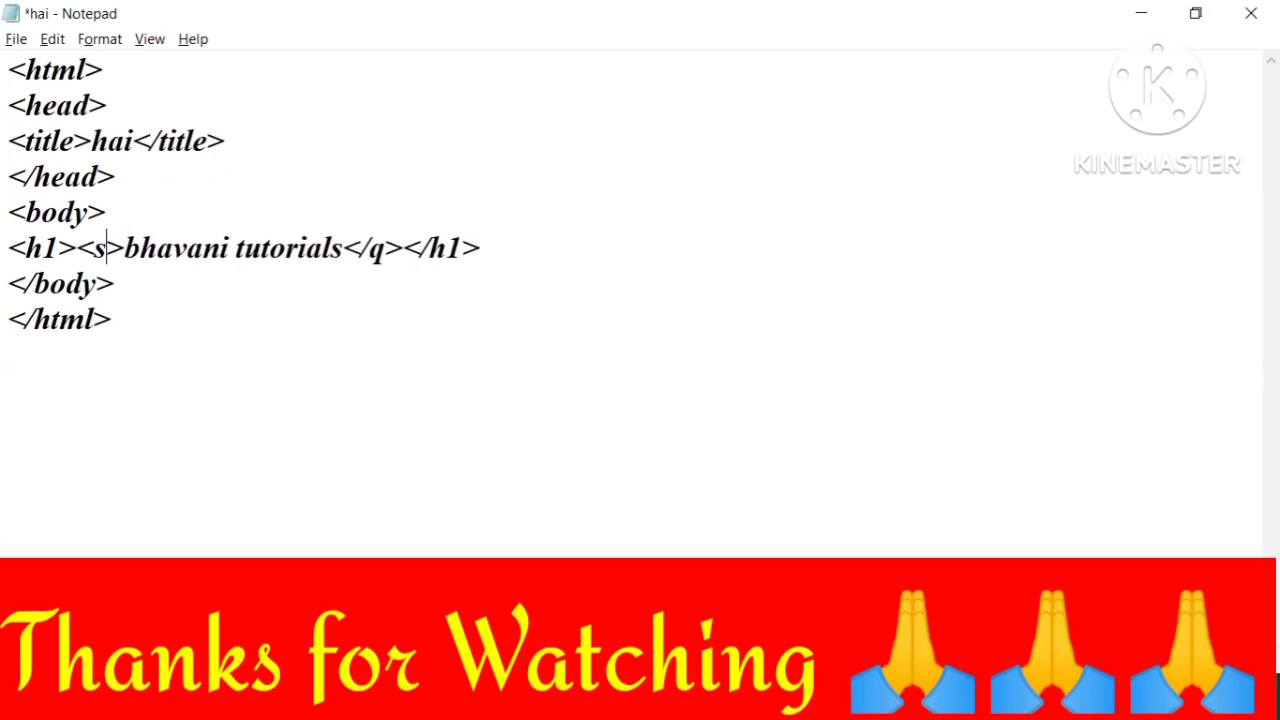 *hai - Notepad
File Edit Format View Help
<html>
<head>
<title>hai</title>
</head>
<body>
<h1><s>bhavani tutorials</q></h1>
</body>
</html>
K
KINEMASTER
Thanks for Watching 🙏🙏🙏